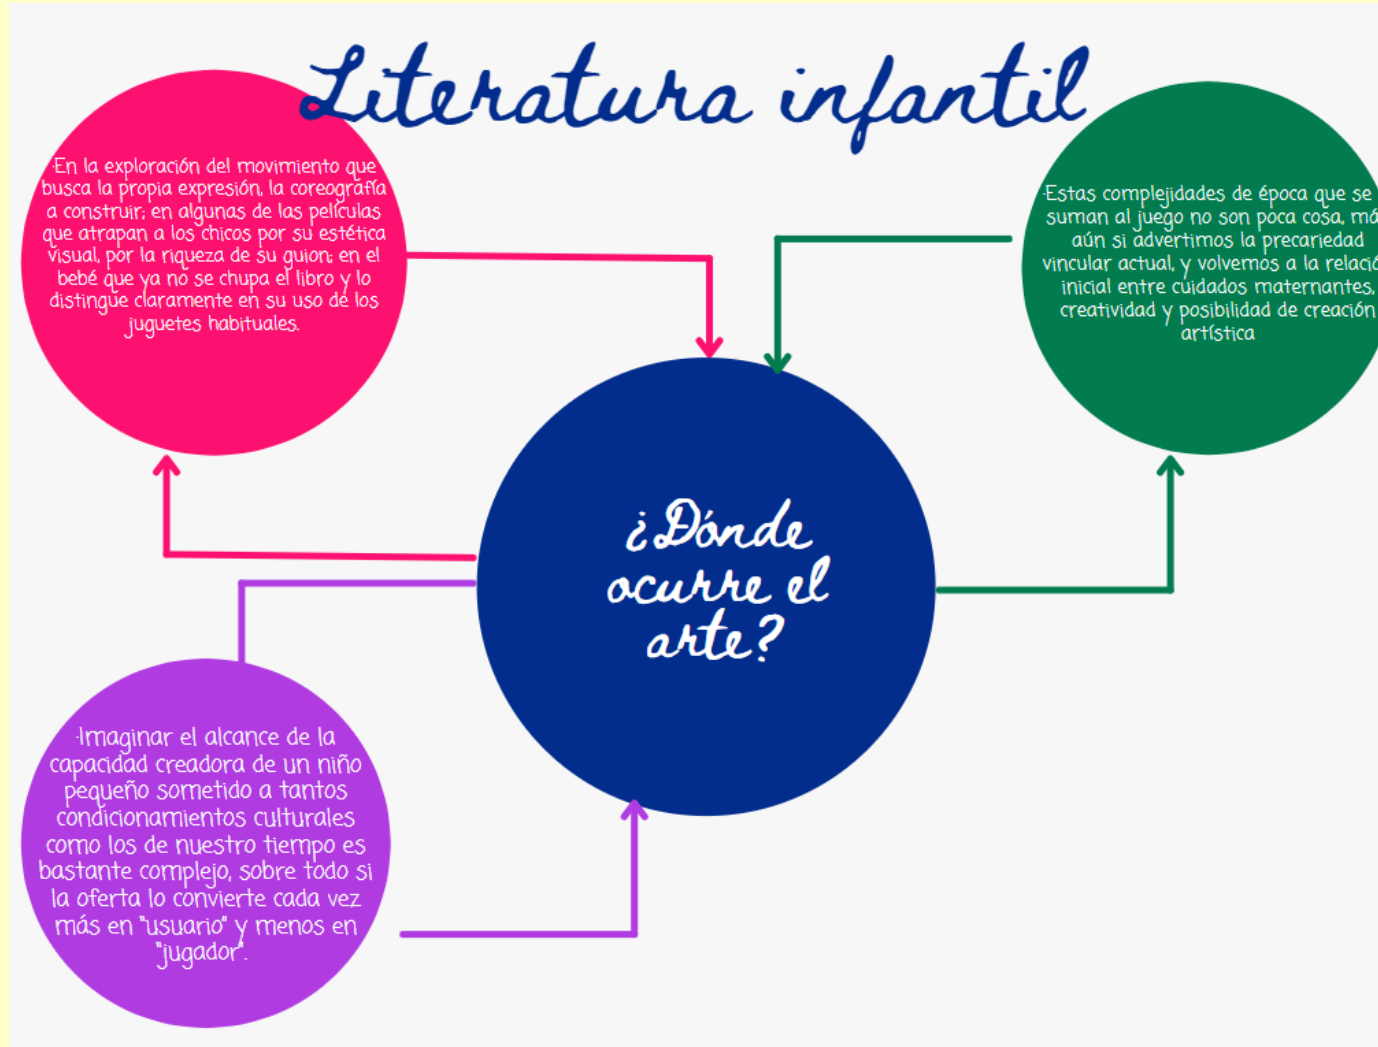 Literatura infantil
·En la exploración del movimiento que
busca la propia expresión, la coreografía
a construir; en algunas de las películas
que atrapan a los chicos por su estética
visual, por la riqueza de su guion; en el
bebé que ya no se chupa el libro y lo
distingue claramente en su uso de los
juguetes habituales.
·Estas complejidades de época que se
suman al juego no son poca cosa, má
aún si advertimos la precariedad
vincular actual, y volvemos a la relació
inicial entre cuidados maternantes,
creatividad y posibilidad de creación
artística
¿Dónde
ocurre el
arte?
·Imaginar el alcance de la
capacidad creadora de un niño
pequeño sometido a tantos
condicionamientos culturales
como los de nuestro tiempo es
bastante complejo, sobre todo si
la oferta lo convierte cada vez
más en "usuario" y menos en
"jugador".